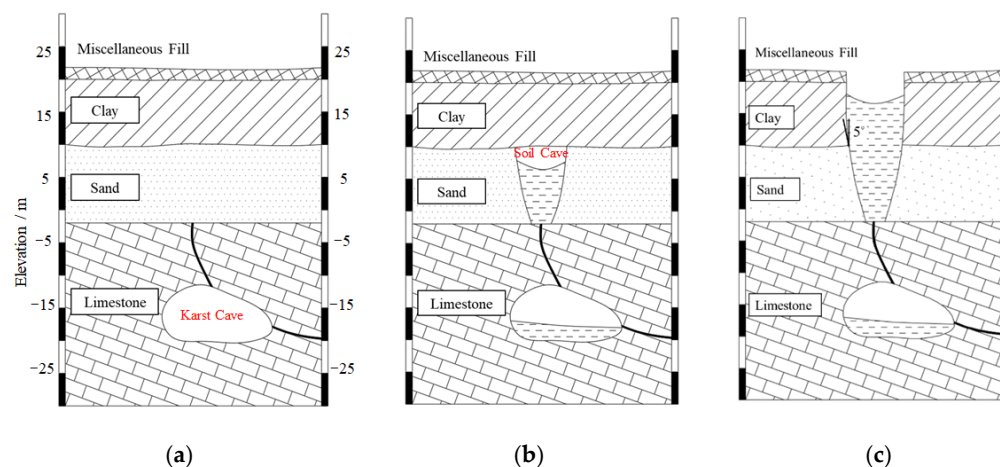 Elevation / m
25
15
5
−5
−15
−25
Miscellaneous Fill
Clay
Sand
Limestone
Karst Cave
25
15
5
−5
−15
−25
(a)
Miscellaneous Fill
Clay
Soil Cave
Sand
Limestone
(b)
Miscellaneous Fill
Clay
5°
Sand
Limestone
(c)